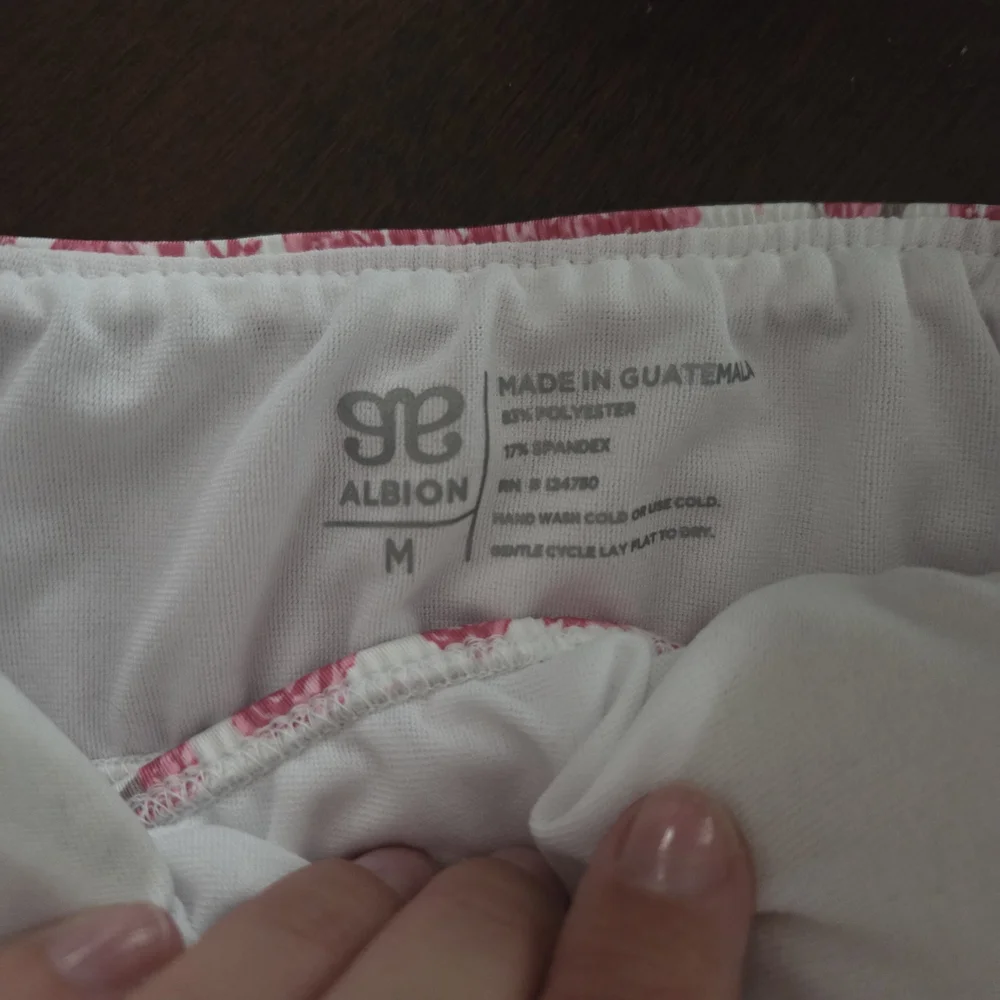 ALBION
M
MADE IN GUATEMALA
83% POLYESTER
17% SPANDEX
RN # 134780
HAND WASH COLD OR USE COLD.
GENTLE CYCLE LAY FLAT TO DRY.